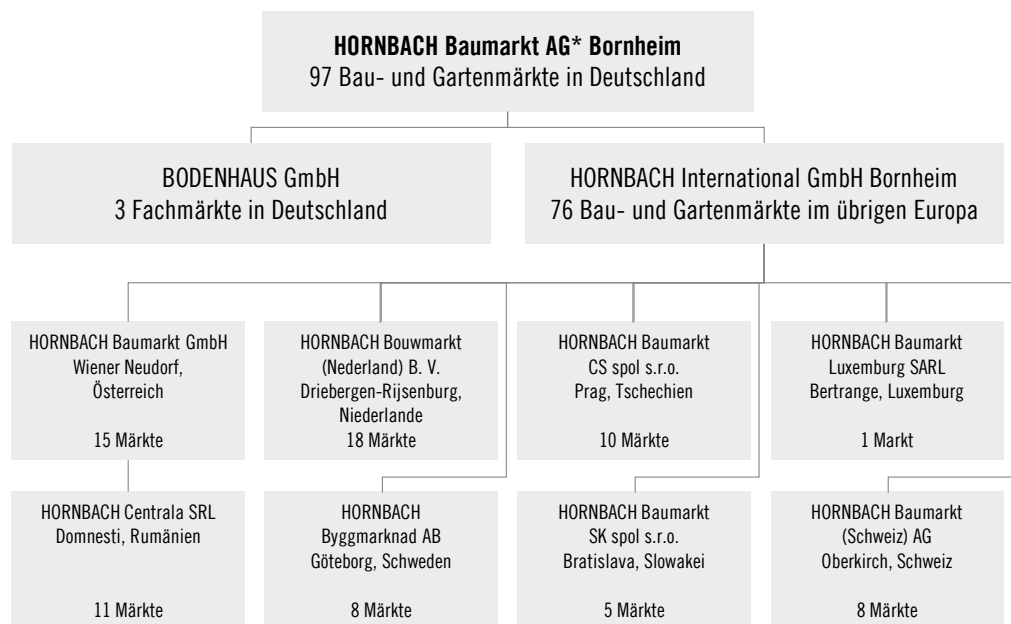 HORNBACH Baumarkt AG* Bornheim
97 Bau- und Gartenmärkte in Deutschland
BODENHAUS GmbH
3 Fachmärkte in Deutschland
HORNBACH International GmbH Bornheim
76 Bau- und Gartenmärkte im übrigen Europa
HORNBACH Baumarkt GmbH
Wiener Neudorf,
Österreich
15 Märkte
HORNBACH Bouwmarkt
(Nederland) B. V.
Driebergen-Rijsenburg,
Niederlande
18 Märkte
HORNBACH Baumarkt
CS spol s.r.o.
Prag, Tschechien
10 Märkte
HORNBACH Baumarkt
Luxemburg SARL
Bertrange, Luxemburg
1 Markt
HORNBACH Centrala SRL
Domnesti, Rumänien
11 Märkte
HORNBACH
Byggmarknad AB
Göteborg, Schweden
8 Märkte
HORNBACH Baumarkt
SK spol s.r.o.
Bratislava, Slowakei
5 Märkte
HORNBACH Baumarkt
(Schweiz) AG
Oberkirch, Schweiz
8 Märkte